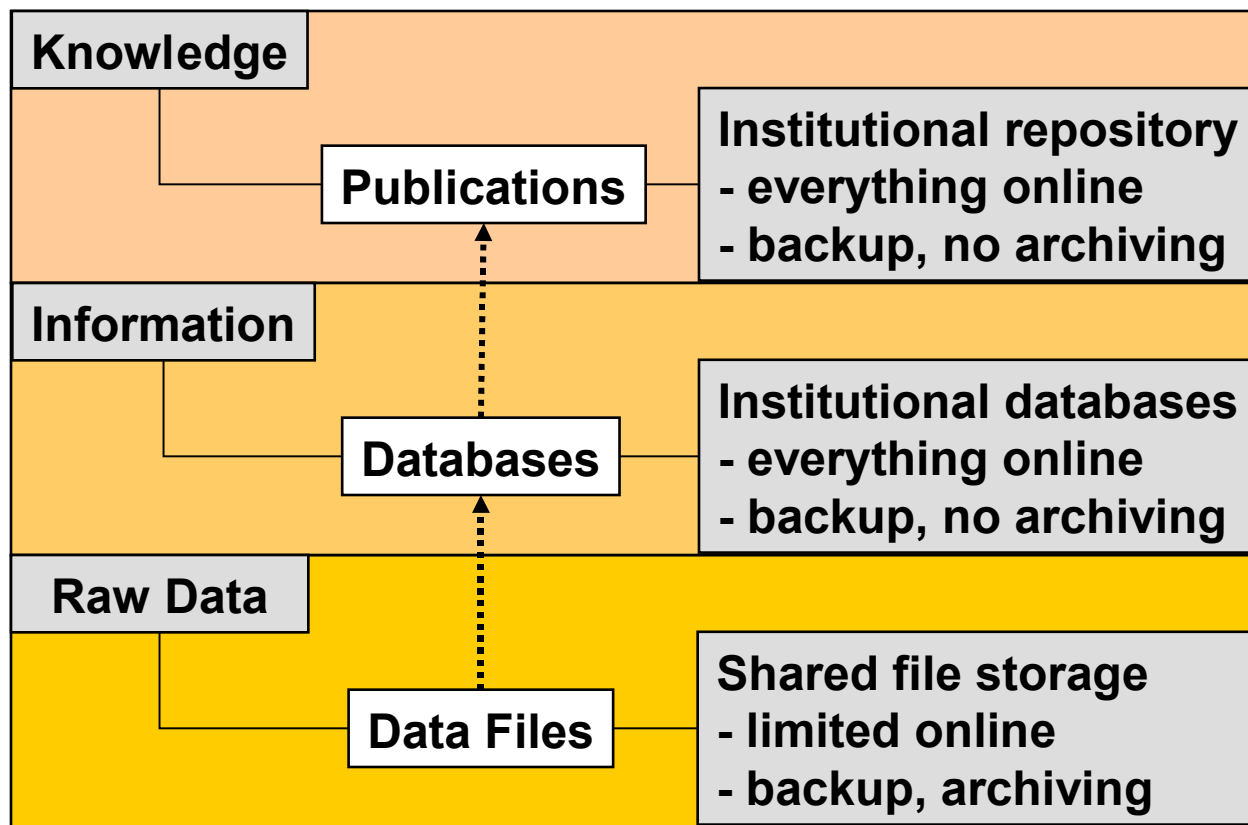 Knowledge
Publications
Institutional repository
- everything online
- backup, no archiving
Information
Databases
Institutional databases
- everything online
- backup, no archiving
Raw Data
Data Files
Shared file storage
- limited online
- backup, archiving